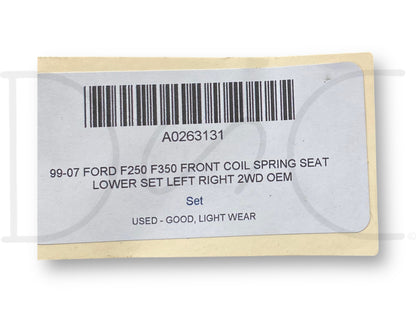 A0263131
99-07 FORD F250 F350 FRONT COIL SPRING SEAT
LOWER SET LEFT RIGHT 2WD OEM
Set
USED - GOOD, LIGHT WEAR